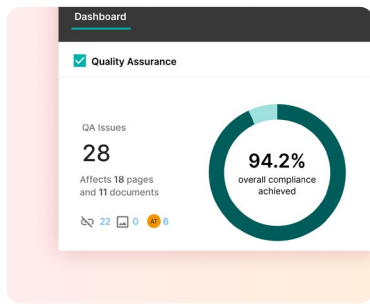 Dashboard
Quality Assurance
QA Issues
28
Affects 18 pages
and 11 documents
22 0 AT 6
94.2%
overall compliance
achieved